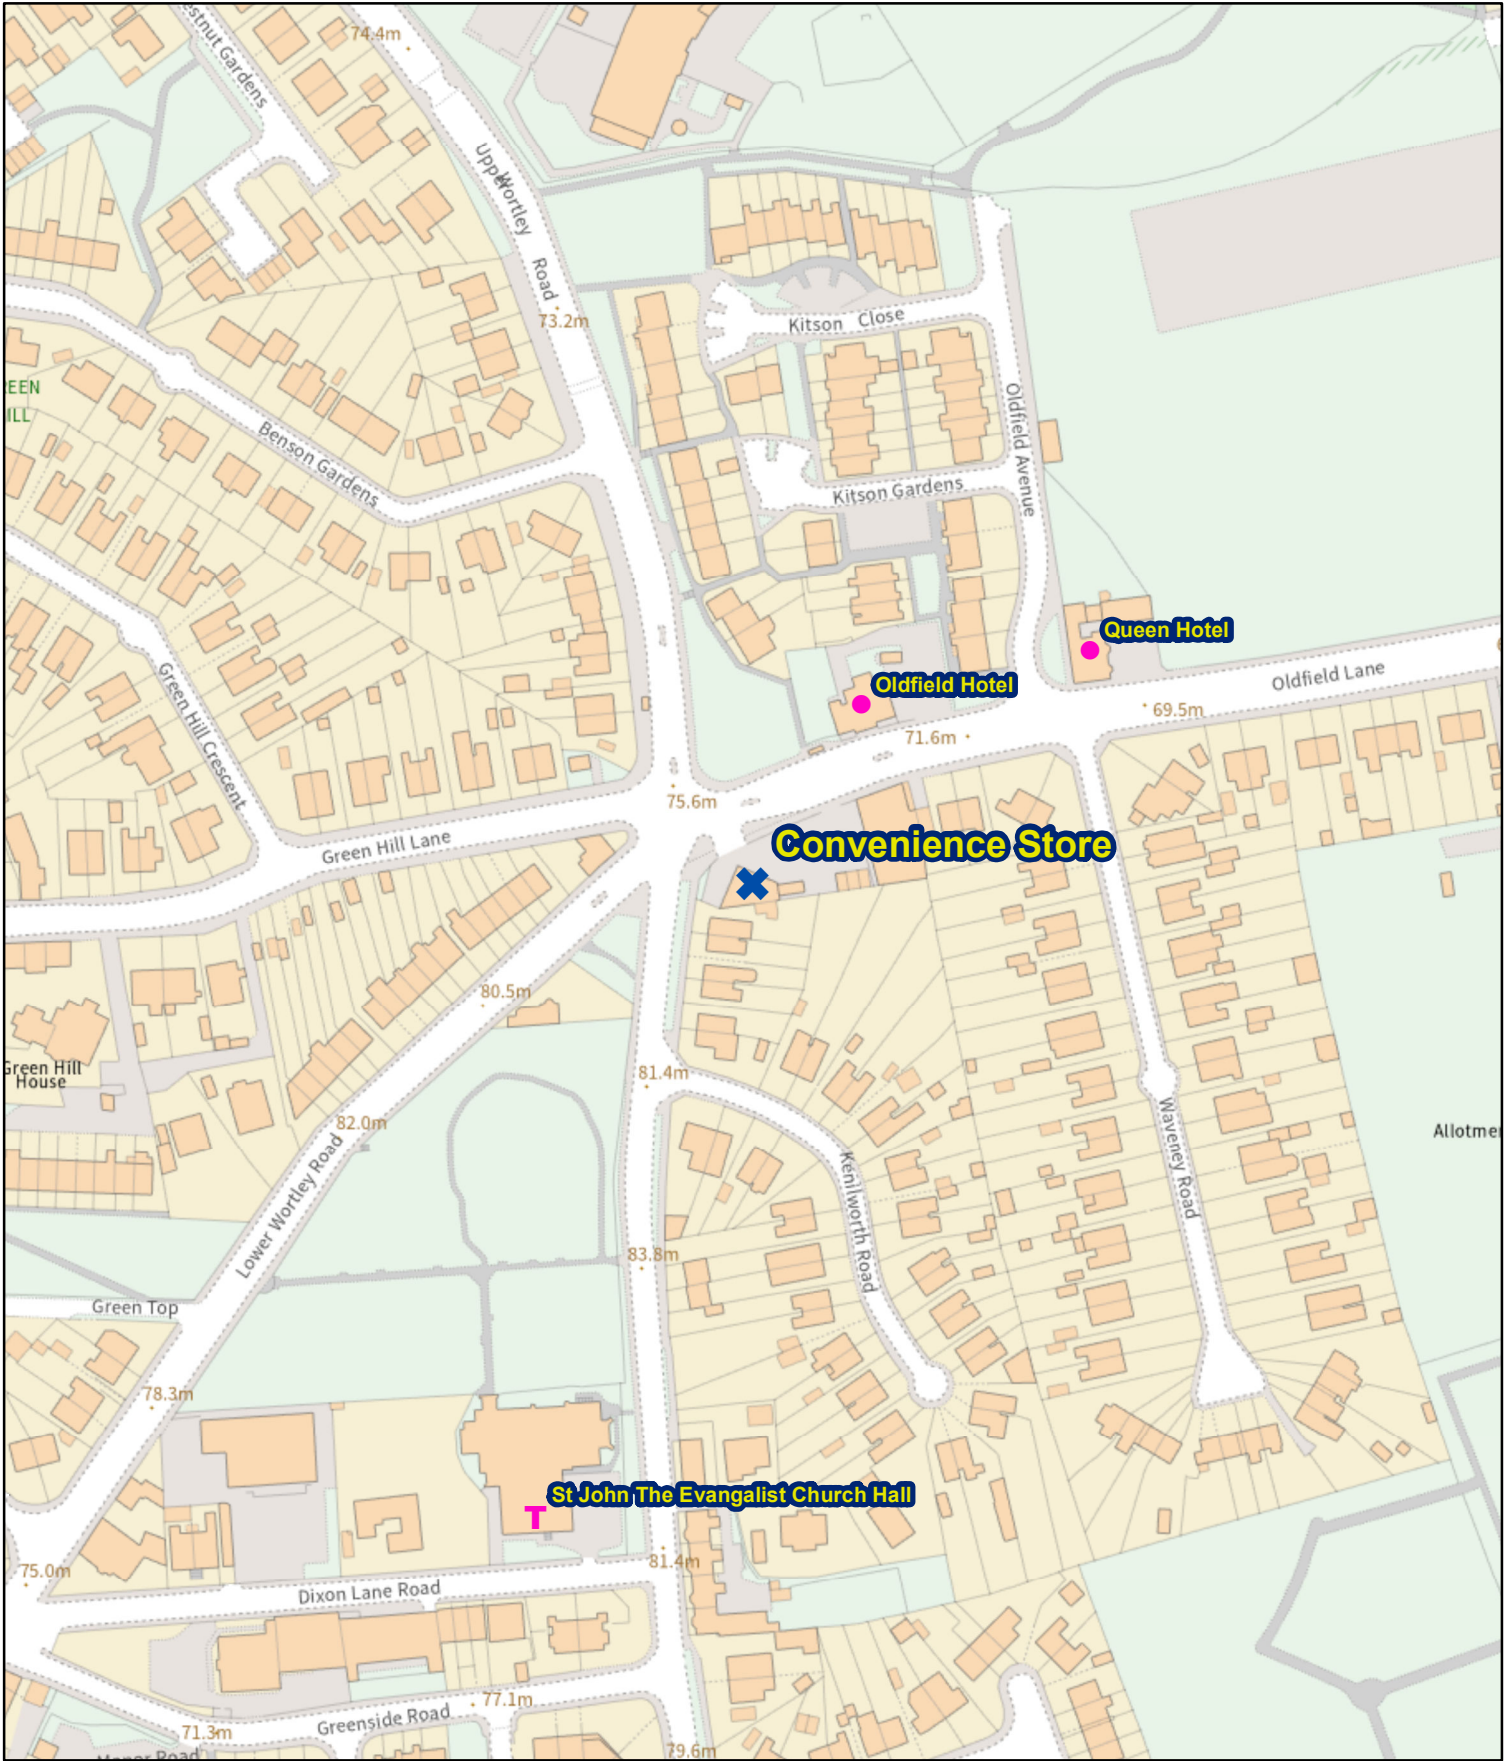 74.4m
estnut Gardens
Upper Wortley Road
73.2m
Kitson Close
EEN
ILL
Benson Gardens
Oldfield Avenue
Kitson Gardens
Queen Hotel
Oldfield Hotel
Oldfield Lane
69.5m
71.6m
Green Hill Crescent
75.6m
Green Hill Lane
Convenience Store
80.5m
Green Hill
House
81.4m
82.0m
Allotme
Waveney Road
Kenilworth Road
Lower Wortley Road
83.8m
Green Top
78.3m
St John The Evangalist Church Hall
T
81.4m
75.0m
Dixon Lane Road
77.1m
Greenside Road
71.3m
79.6m
Manor Road